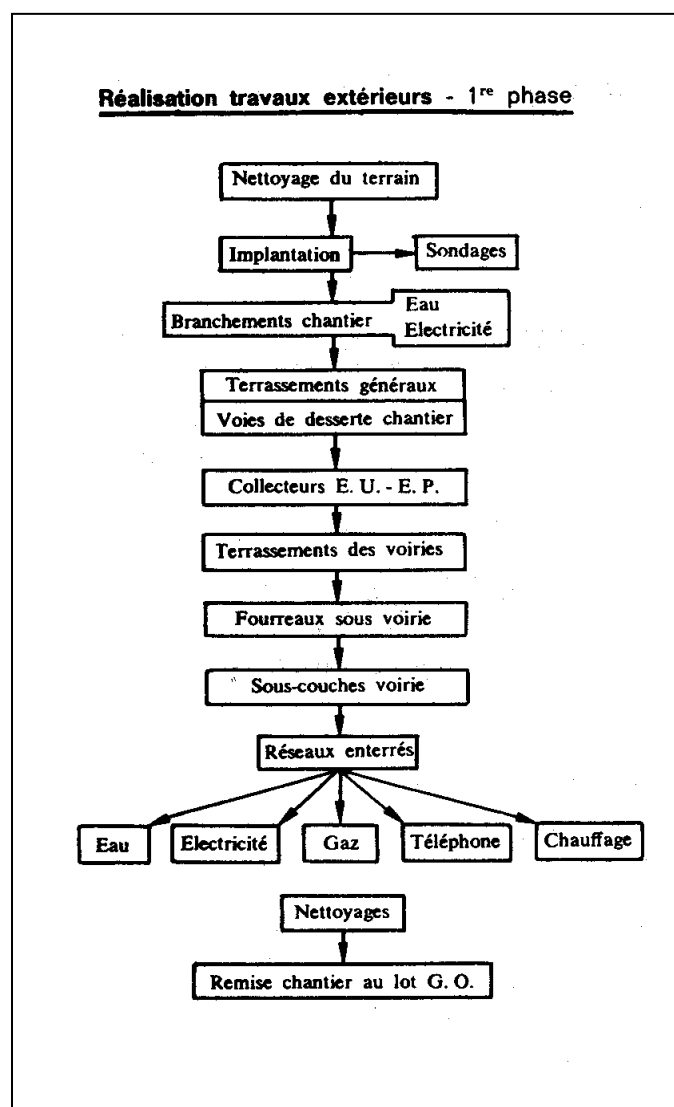 Réalisation travaux extérieurs - 1re phase
Nettoyage du terrain
Implantation
Sondages
Branchements chantier
Eau
Electricité
Terrassements généraux
Voies de desserte chantier
Collecteurs E. U. - E. P.
Terrassements des voiries
Fourreaux sous voirie
Sous-couches voirie
Réseaux enterrés
Eau
Electricité
Gaz
Téléphone
Chauffage
Nettoyages
Remise chantier au lot G. O.